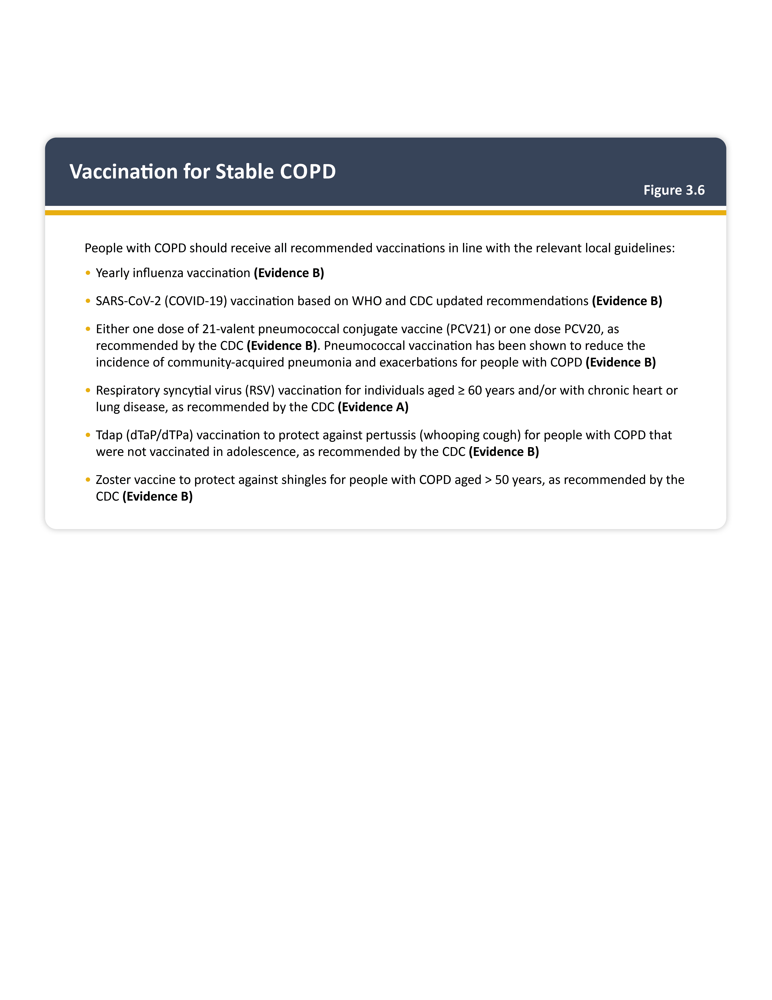 Vaccination for Stable COPD
Figure 3.6
People with COPD should receive all recommended vaccinations in line with the relevant local guidelines:
• Yearly influenza vaccination (Evidence B)
• SARS-CoV-2 (COVID-19) vaccination based on WHO and CDC updated recommendations (Evidence B)
• Either one dose of 21-valent pneumococcal conjugate vaccine (PCV21) or one dose PCV20, as
recommended by the CDC (Evidence B). Pneumococcal vaccination has been shown to reduce the
incidence of community-acquired pneumonia and exacerbations for people with COPD (Evidence B)
• Respiratory syncytial virus (RSV) vaccination for individuals aged ≥ 60 years and/or with chronic heart or
lung disease, as recommended by the CDC (Evidence A)
• Tdap (dTaP/dTPa) vaccination to protect against pertussis (whooping cough) for people with COPD that
were not vaccinated in adolescence, as recommended by the CDC (Evidence B)
• Zoster vaccine to protect against shingles for people with COPD aged > 50 years, as recommended by the
CDC (Evidence B)